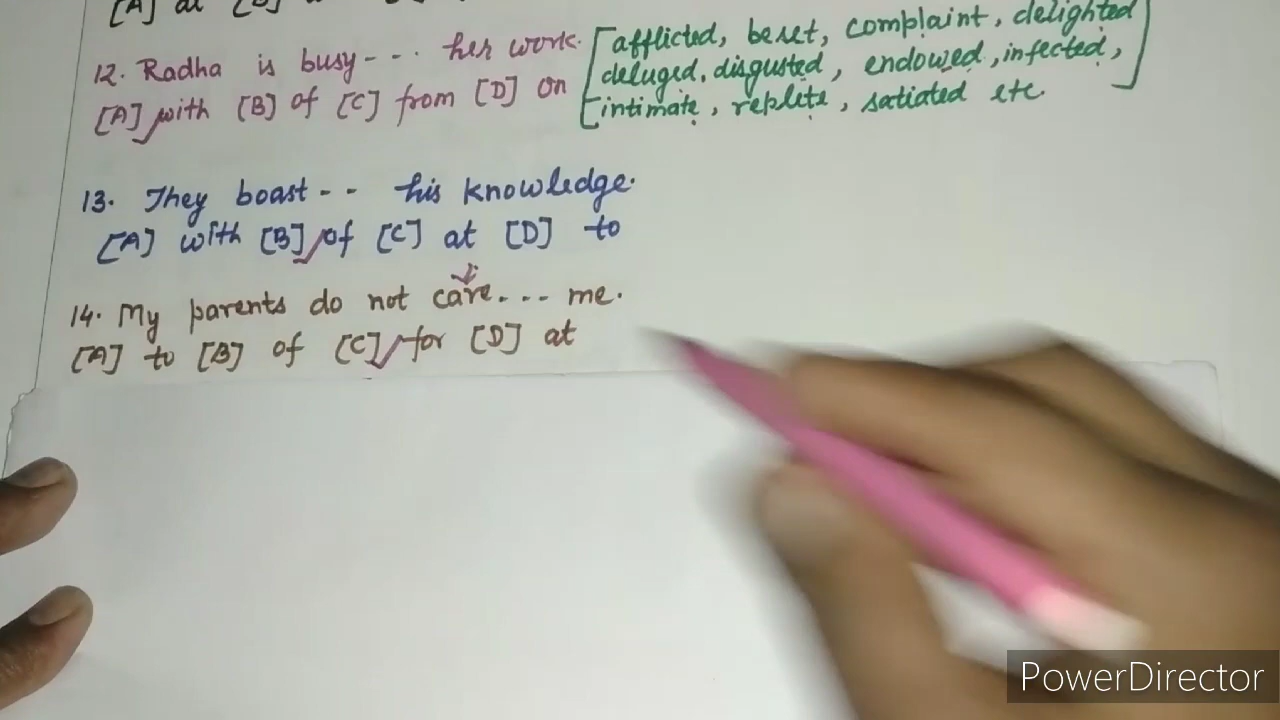 [A] at [B]
12. Radha is busy--- her work. [afflicted, beset, complaint, delighted
deluged, disgusted, endowed, infected,
intimate, replete, satiated etc.]
[A] with [B] of [C] from [D] on
13. They boast-- his knowledge.
[A] with [B] of [C] at [D] to
14. My parents do not care--- me.
[A] to [B] of [C] for [D] at
PowerDirector